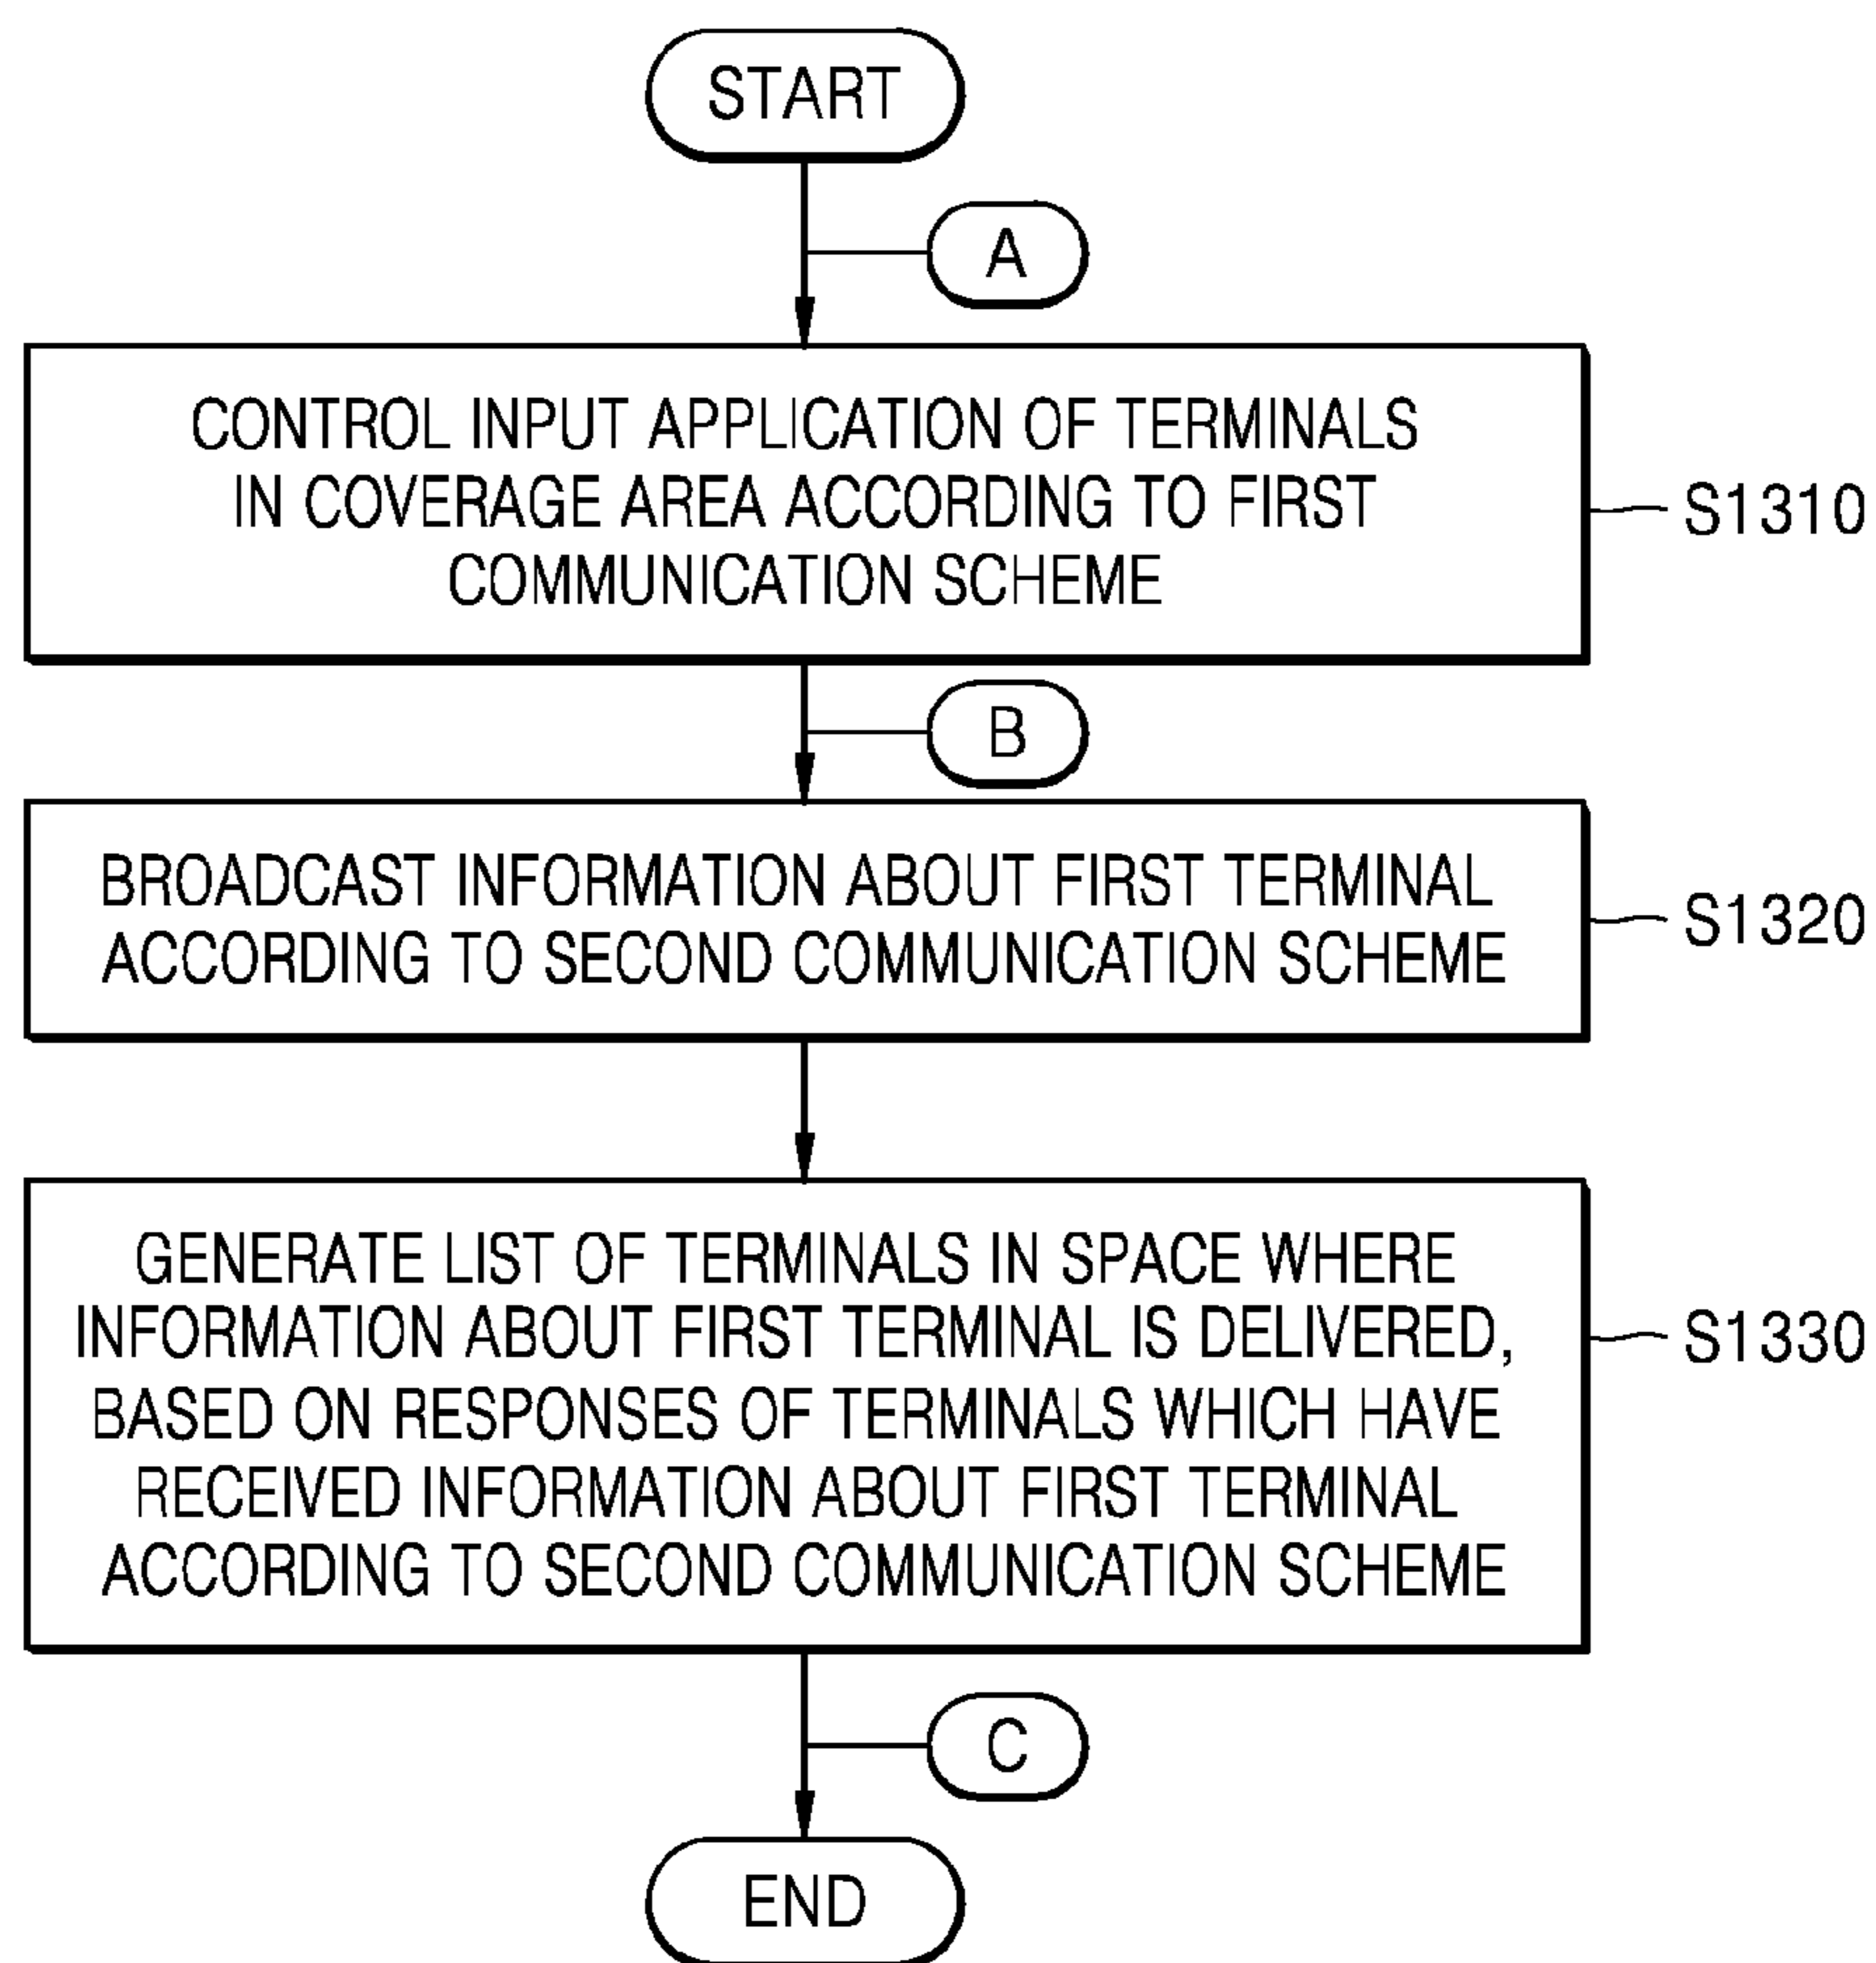 START
A
CONTROL INPUT APPLICATION OF TERMINALS
IN COVERAGE AREA ACCORDING TO FIRST
COMMUNICATION SCHEME
S1310
B
BROADCAST INFORMATION ABOUT FIRST TERMINAL
ACCORDING TO SECOND COMMUNICATION SCHEME
S1320
GENERATE LIST OF TERMINALS IN SPACE WHERE
INFORMATION ABOUT FIRST TERMINAL IS DELIVERED,
BASED ON RESPONSES OF TERMINALS WHICH HAVE
RECEIVED INFORMATION ABOUT FIRST TERMINAL
ACCORDING TO SECOND COMMUNICATION SCHEME
S1330
C
END